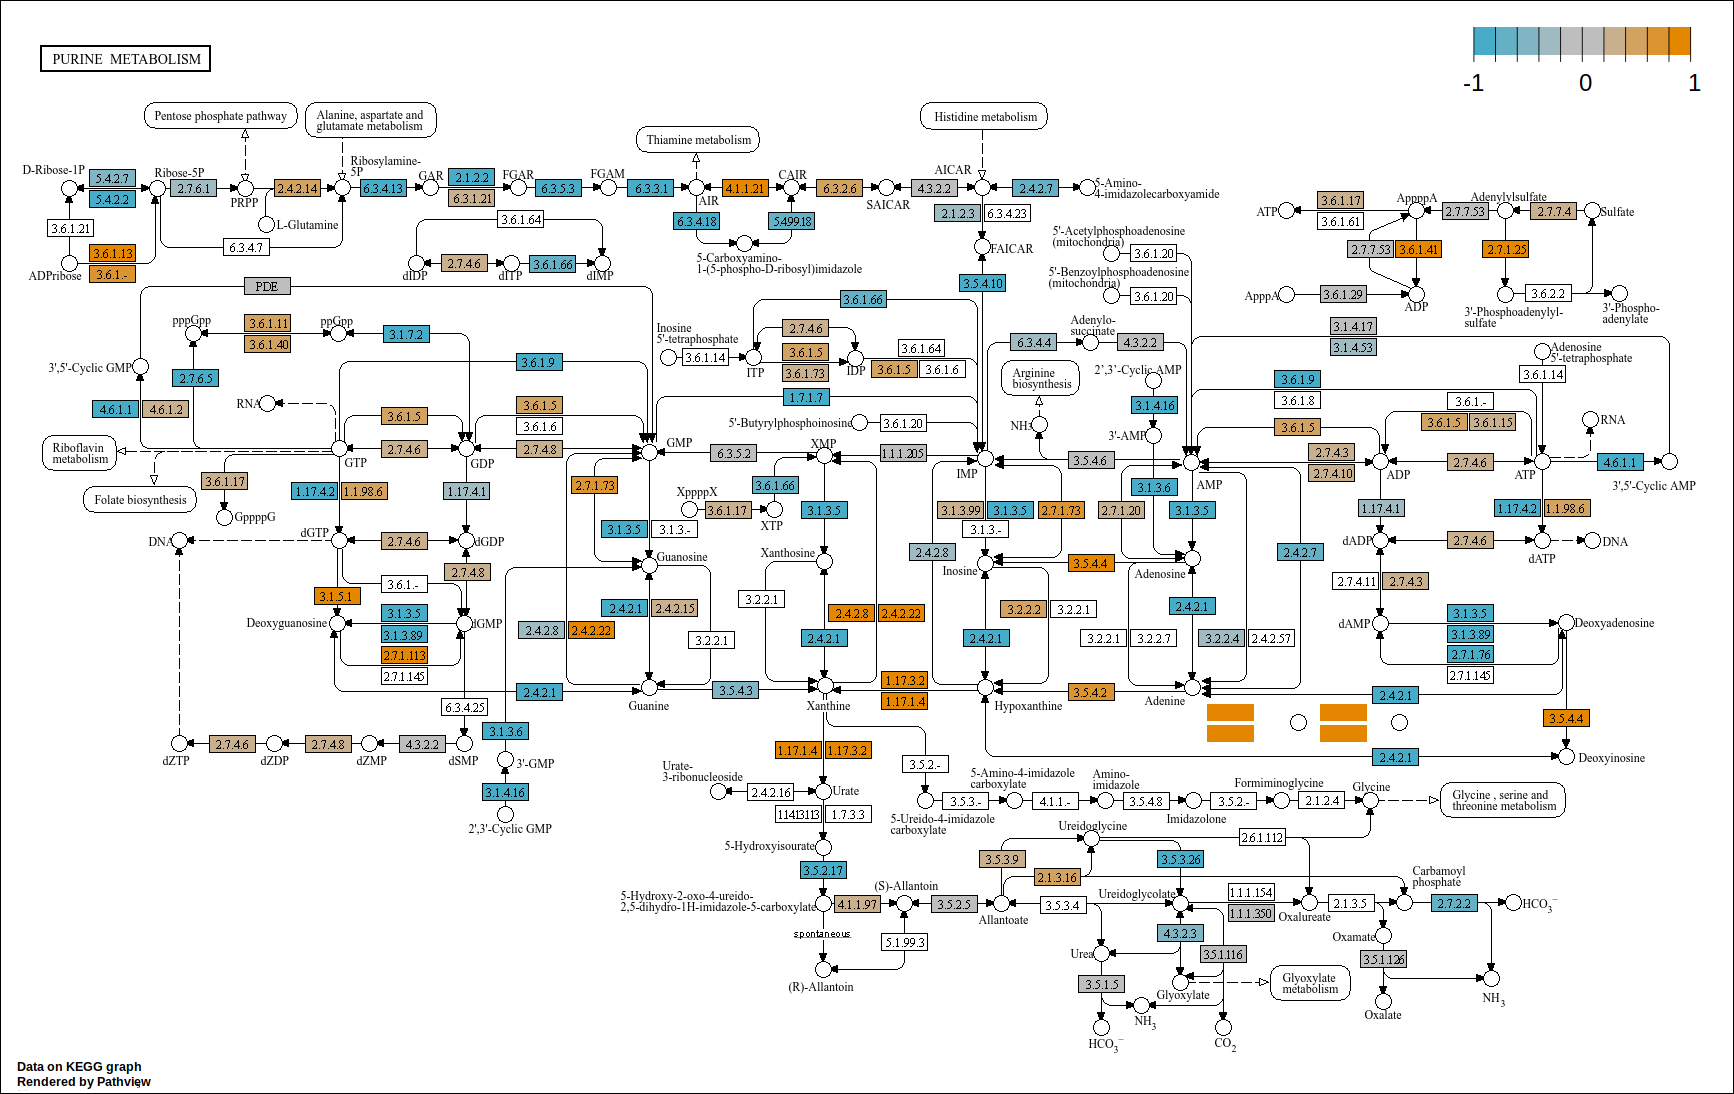 PURINE METABOLISM
-1
0
1
Pentose phosphate pathway
Alanine, aspartate and
glutamate metabolism
Thiamine metabolism
Histidine metabolism
D-Ribose-1P
5.4.2.7
5.4.2.2
Ribose-5P
2.7.6.1
PRPP
2.4.2.14
L-Glutamine
Ribosylamine-
5P
6.3.4.13
GAR
2.1.2.2
6.3.1.21
FGAR
6.3.5.3
FGAM
6.3.3.1
AIR
4.1.1.21
CAIR
6.3.2.6
SAICAR
4.3.2.2
AICAR
2.4.2.7
5-Amino-
4-imidazolecarboxyamide
3.6.1.21
3.6.1.13
3.6.1.-
ADPribose
6.3.4.7
3.6.1.64
dIDP
2.7.4.6
dITP
3.6.1.66
dIMP
6.3.4.18
5.4.99.18
5-Carboxyamino-
1-(5-phospho-D-ribosyl)imidazole
2.1.2.3
6.3.4.23
FAICAR
3.5.4.10
5'-Acetylphosphoadenosine
(mitochondria)
3.6.1.20
5'-Benzoylphosphoadenosine
(mitochondria)
3.6.1.20
ATP
3.6.1.17
3.6.1.61
AppppA
2.7.7.53
Adenylylsulfate
2.7.7.4
Sulfate
2.7.7.53
3.6.1.41
2.7.1.25
ApppA
3.6.1.29
ADP
3.6.2.2
3'-Phosphoadenylyl-
sulfate
3'-Phospho-
adenylate
PDE
pppGpp
3.6.1.11
3.6.1.40
ppGpp
3.1.7.2
3',5'-Cyclic GMP
2.7.6.5
4.6.1.1
4.6.1.2
RNA
3.6.1.9
Inosine
5'-tetraphosphate
3.6.1.14
3.6.1.66
2.7.4.6
3.6.1.5
3.6.1.73
ITP
IDP
3.6.1.64
3.6.1.5
3.6.1.6
1.7.1.7
5'-Butyrylphosphoinosine
3.6.1.20
Adenylo-
succinate
6.3.4.4
4.3.2.2
Arginine
biosynthesis
NH3
2',3'-Cyclic AMP
3.1.4.16
3'-AMP
3.1.4.17
3.1.4.53
Adenosine
5'-tetraphosphate
3.6.1.14
3.6.1.9
3.6.1.8
3.6.1.5
3.6.1.-
3.6.1.5
3.6.1.15
RNA
Riboflavin
metabolism
Folate biosynthesis
3.6.1.17
GppppG
GTP
3.6.1.5
2.7.4.6
GDP
3.6.1.5
3.6.1.6
2.7.4.8
GMP
6.3.5.2
XMP
1.1.1.205
IMP
3.5.4.6
AMP
2.7.4.3
2.7.4.10
ADP
2.7.4.6
ATP
4.6.1.1
3',5'-Cyclic AMP
1.17.4.2
1.1.98.6
1.17.4.1
2.7.1.73
3.1.3.5
3.1.3.-
XppppX
3.6.1.17
XTP
3.6.1.66
3.1.3.5
3.1.3.99
3.1.3.5
2.7.1.73
3.1.3.-
2.7.1.20
3.1.3.6
3.1.3.5
1.17.4.1
1.17.4.2
1.1.98.6
DNA
dGTP
2.7.4.6
dGDP
2.7.4.8
Guanosine
Xanthosine
Inosine
2.4.2.8
3.5.4.4
Adenosine
2.4.2.7
dADP
2.7.4.6
dATP
DNA
2.7.4.11
2.7.4.3
3.6.1.-
3.1.5.1
3.1.3.5
3.1.3.89
2.7.1.113
2.7.1.145
Deoxyguanosine
dGMP
2.4.2.8
2.4.2.22
2.4.2.1
2.4.2.15
3.2.2.1
3.2.2.1
2.4.2.8
2.4.2.22
2.4.2.1
2.4.2.1
3.2.2.2
3.2.2.1
3.2.2.1
3.2.2.7
2.4.2.1
3.2.2.4
2.4.2.57
dAMP
3.1.3.5
3.1.3.89
2.7.1.76
2.7.1.145
Deoxyadenosine
2.4.2.1
Guanine
3.5.4.3
Xanthine
1.17.3.2
1.17.1.4
Hypoxanthine
3.5.4.2
Adenine
2.4.2.1
3.5.4.4
2.4.2.1
Deoxyinosine
6.3.4.25
dZTP
2.7.4.6
dZDP
2.7.4.8
dZMP
4.3.2.2
dSMP
3.1.3.6
3'-GMP
3.1.4.16
2',3'-Cyclic GMP
1.17.1.4
1.17.3.2
Urate-
3-ribonucleoside
2.4.2.16
Urate
1.14.13.113
1.7.3.3
5-Hydroxyisourate
3.5.2.17
5-Hydroxy-2-oxo-4-ureido-
2,5-dihydro-1H-imidazole-5-carboxylate
spontaneous
(R)-Allantoin
4.1.1.97
(S)-Allantoin
5.1.99.3
3.5.2.5
Allantoate
3.5.2.-
5-Ureido-4-imidazole
carboxylate
3.5.3.-
5-Amino-4-imidazole
carboxylate
4.1.1.-
Amino-
imidazole
3.5.4.8
Imidazolone
3.5.2.-
Formiminoglycine
2.1.2.4
Glycine
Glycine , serine and
threonine metabolism
Ureidoglycine
2.6.1.112
3.5.3.9
2.1.3.16
3.5.3.26
Ureidoglycolate
3.5.3.4
1.1.1.154
1.1.1.350
Oxalureate
2.1.3.5
Carbamoyl
phosphate
2.7.2.2
HCO3−
Urea
4.3.2.3
3.5.1.116
3.5.1.5
Glyoxylate
Glyoxylate
metabolism
NH3
HCO3−
CO2
Oxamate
3.5.1.126
Oxalate
NH3
Data on KEGG graph
Rendered by Pathview